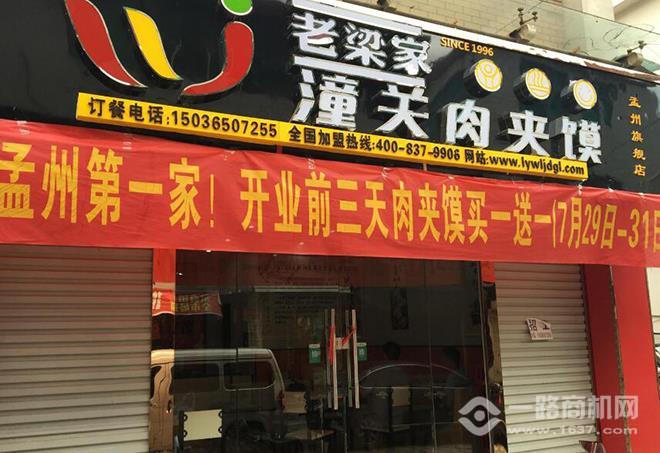 老梁家
SINCE 1996
潼关肉夹馍
孟州旗舰店
订餐电话:15036507255 全国加盟热线:400-837-9906 网站:www.lywljdgl.com
孟州第一家！开业前三天肉夹馍买一送一(7月29日-31日
招
一路商机网
www.1637.com